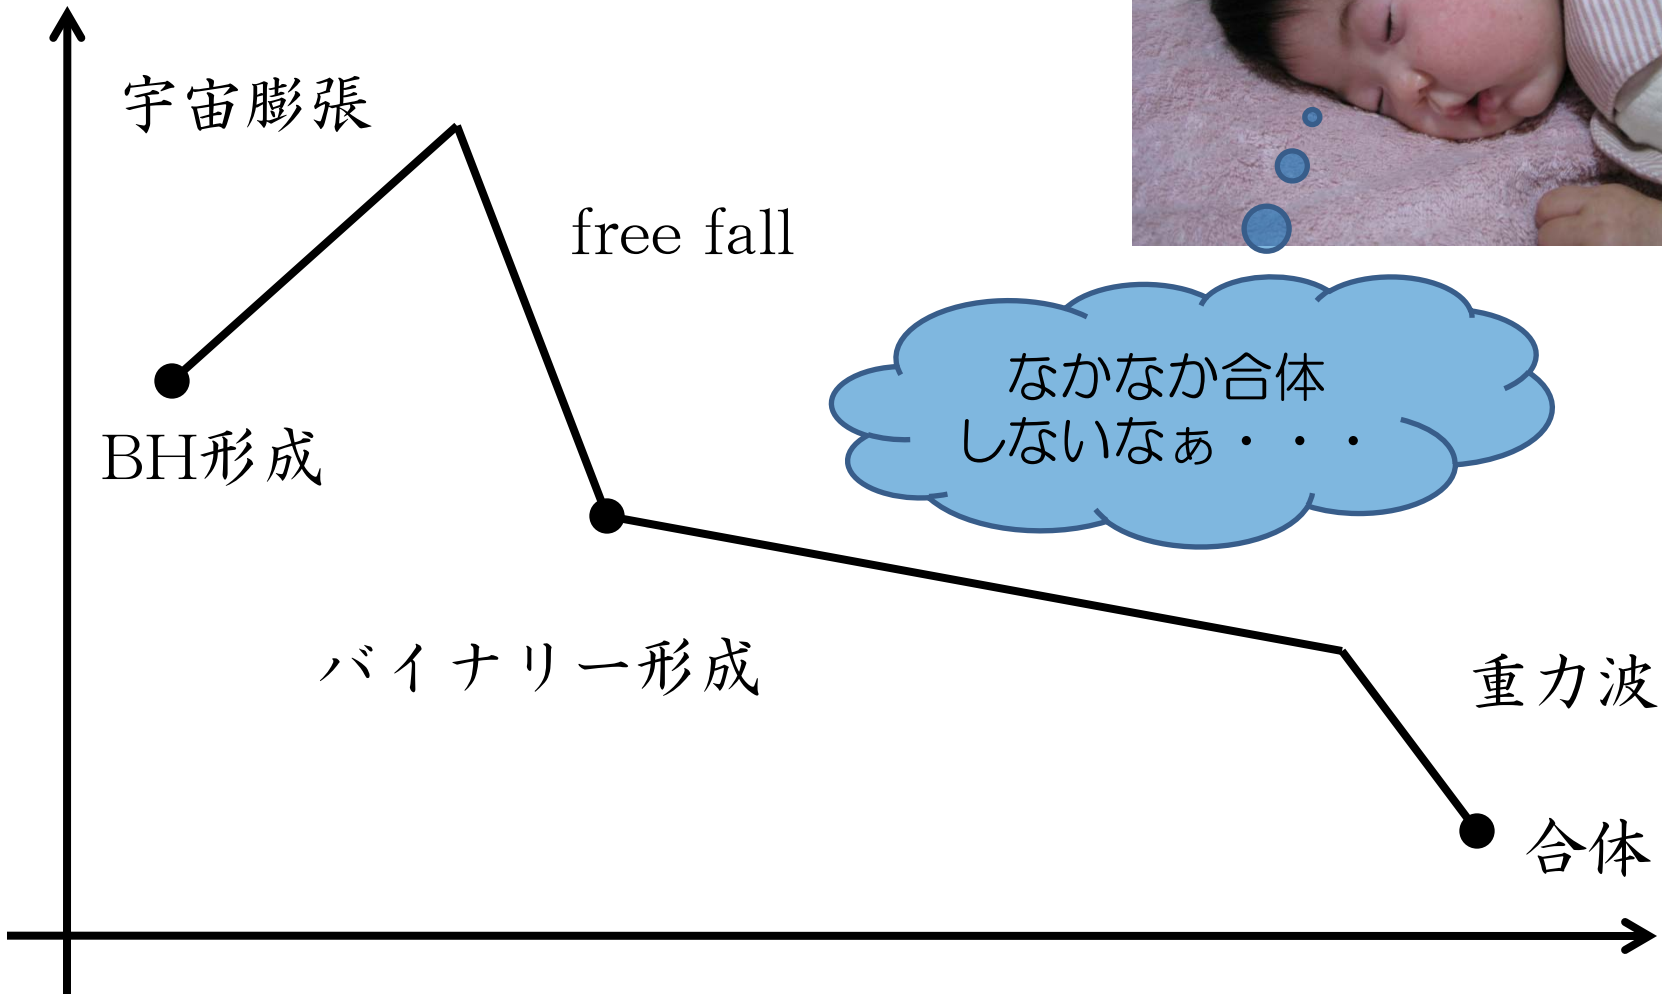 宇宙膨張
free fall
なかなか合体
しないなぁ・・・
BH形成
バイナリー形成
重力波
合体